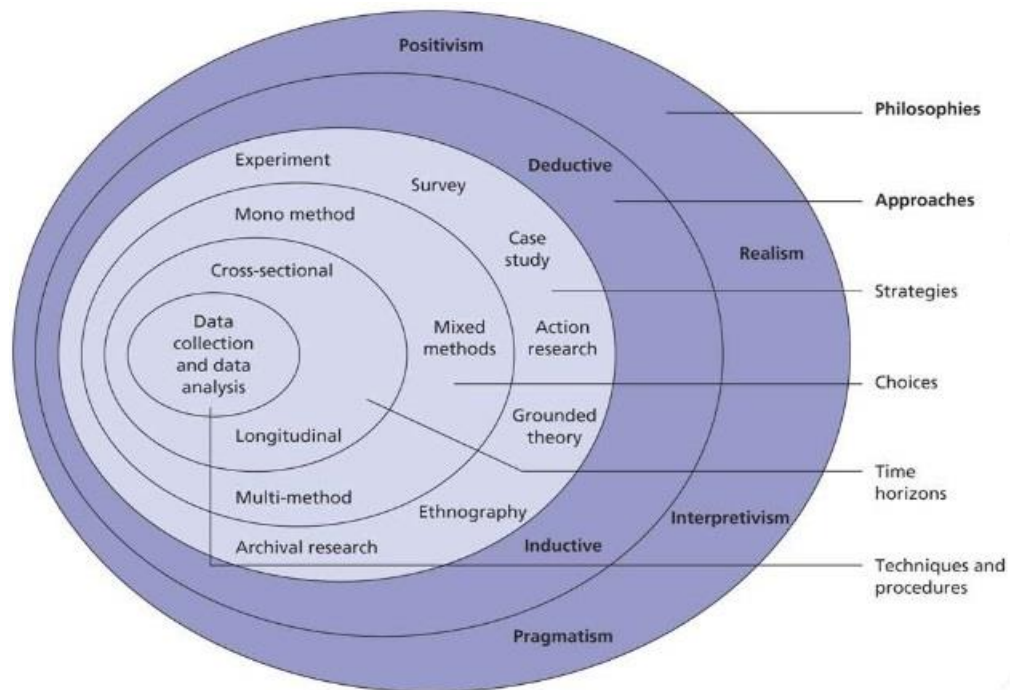 Positivism
Philosophies
Experiment
Deductive
Survey
Approaches
Mono method
Case
study
Realism
Cross-sectional
Strategies
Data
collection
and data
analysis
Mixed
methods
Action
research
Choices
Grounded
theory
Longitudinal
Time
horizons
Multi-method
Ethnography
Interpretivism
Archival research
Inductive
Techniques and
procedures
Pragmatism